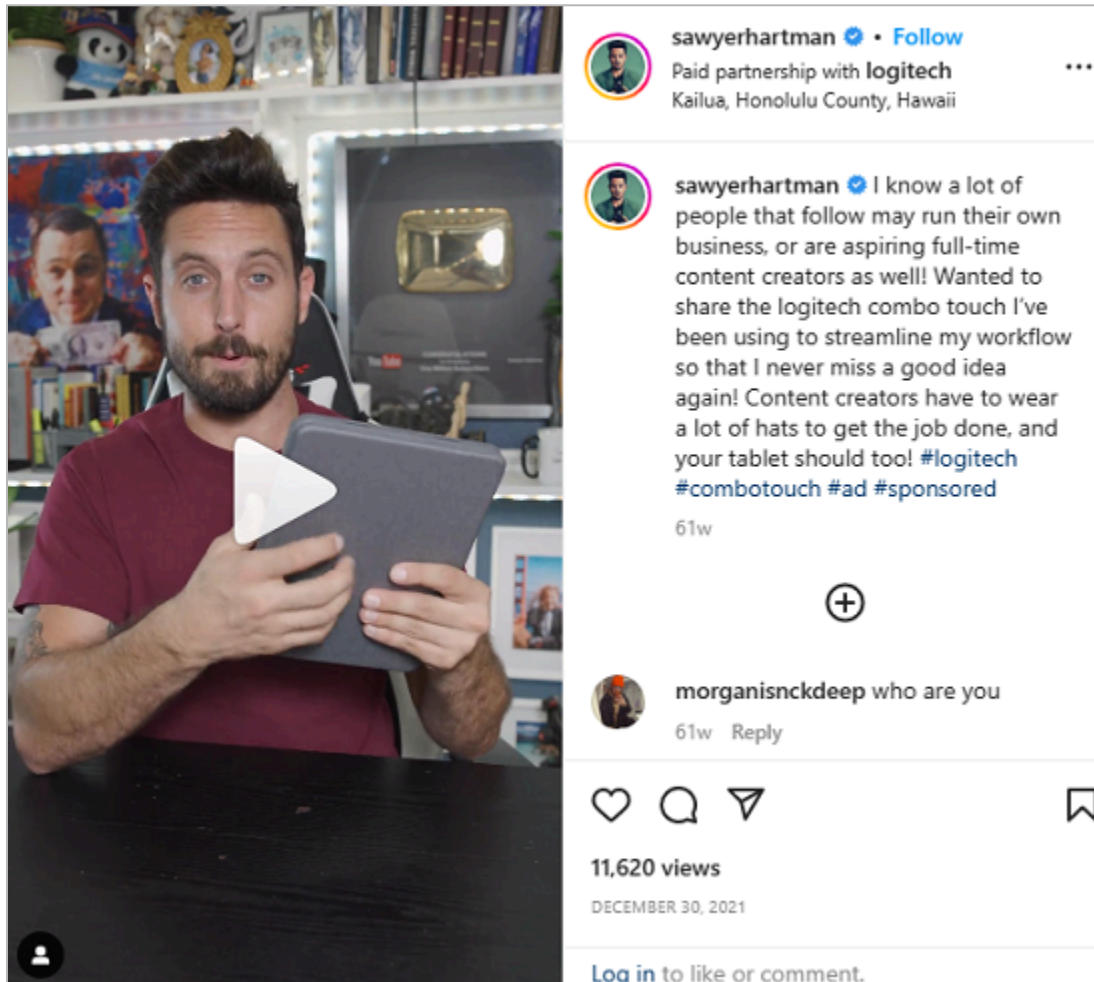 sawyerhartman • Follow
Paid partnership with logitech
Kailua, Honolulu County, Hawaii
sawyerhartman I know a lot of
people that follow may run their own
business, or are aspiring full-time
content creators as well! Wanted to
share the logitech combo touch I've
been using to streamline my workflow
so that I never miss a good idea
again! Content creators have to wear
a lot of hats to get the job done, and
your tablet should too! #logitech
#combotouch #ad #sponsored
61w
morganisnckdeep who are you
61w Reply
11,620 views
DECEMBER 30, 2021
Log in to like or comment.
YouTube
CONGRATULATIONS